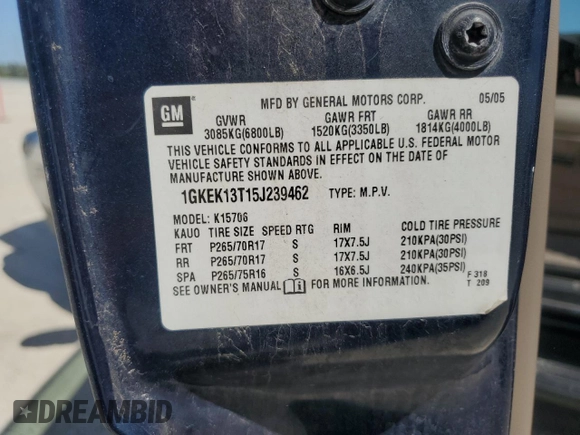 GM
MFD BY GENERAL MOTORS CORP. 05/05
GVWR GAWR FRT GAWR RR
3085KG(6800LB) 1520KG(3350LB) 1814KG(4000LB)
THIS VEHICLE CONFORMS TO ALL APPLICABLE U.S. FEDERAL MOTOR
VEHICLE SAFETY STANDARDS IN EFFECT ON THE DATE OF
MANUFACTURE SHOWN ABOVE.
1GKEK13T15J239462 TYPE: M.P.V.
MODEL: K15706
KAUO TIRE SIZE SPEED RTG RIM COLD TIRE PRESSURE
FRT P265/70R17 S 17X7.5J 210KPA(30PSI)
RR P265/70R17 S 17X7.5J 210KPA(30PSI)
SPA P265/75R16 S 16X6.5J 240KPA(35PSI)
SEE OWNER'S MANUAL FOR MORE INFORMATION.
F 318
T 209
DREAMBID